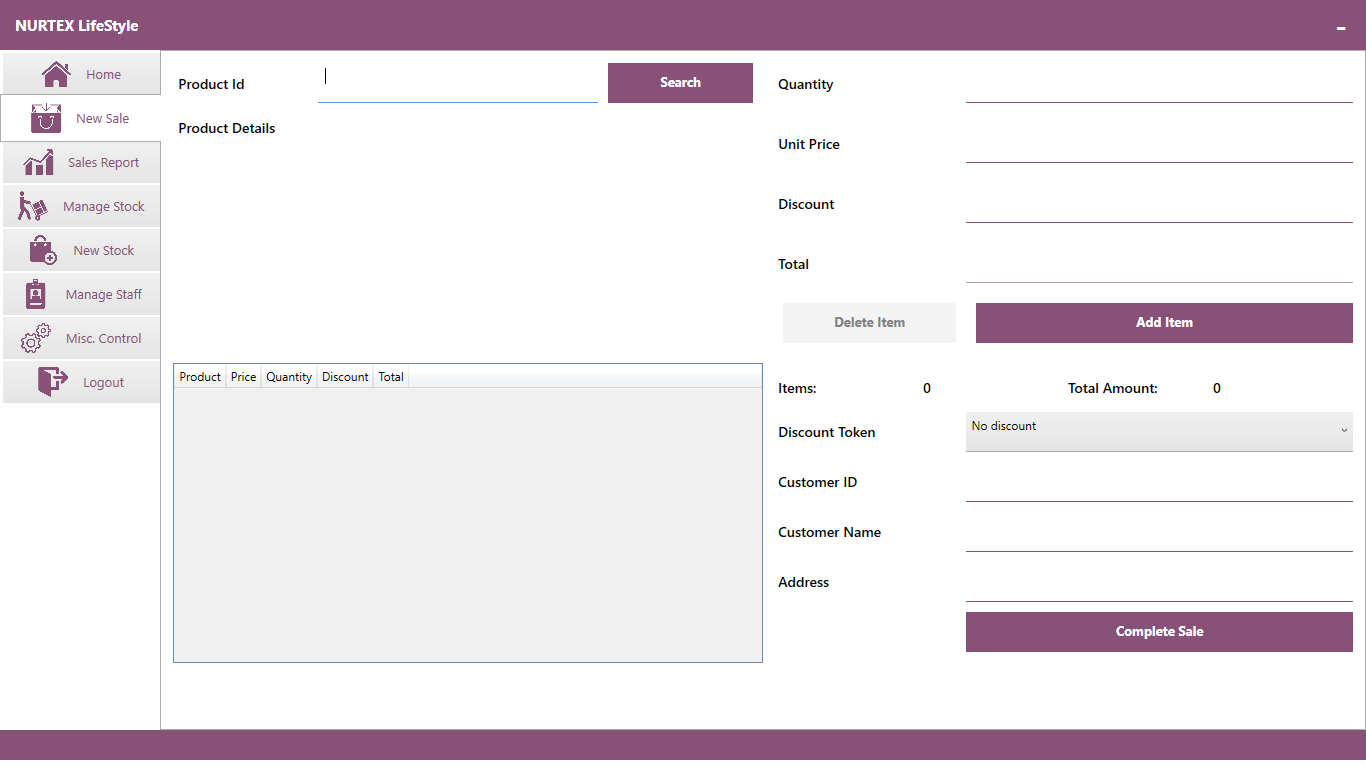 NURTEX LifeStyle
Home
New Sale
Sales Report
Manage Stock
New Stock
Manage Staff
Misc. Control
Logout
Product Id
Search
Product Details
Quantity
Unit Price
Discount
Total
Delete Item
Add Item
Product Price Quantity Discount Total
Items: 0 Total Amount: 0
Discount Token No discount
Customer ID
Customer Name
Address
Complete Sale